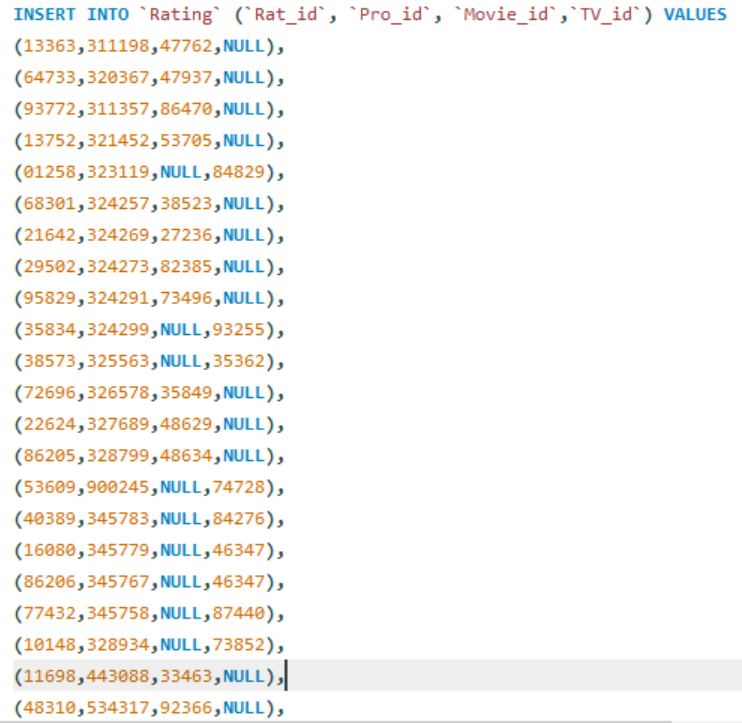 INSERT INTO `Rating` (`Rat_id`, `Pro_id`, `Movie_id`,`TV_id`) VALUES
(13363,311198,47762,NULL),
(64733,320367,47937,NULL),
(93772,311357,86470,NULL),
(13752,321452,53705,NULL),
(01258,323119,NULL,84829),
(68301,324257,38523,NULL),
(21642,324269,27236,NULL),
(29502,324273,82385,NULL),
(95829,324291,73496,NULL),
(35834,324299,NULL,93255),
(38573,325563,NULL,35362),
(72696,326578,35849,NULL),
(22624,327689,48629,NULL),
(86205,328799,48634,NULL),
(53609,900245,NULL,74728),
(40389,345783,NULL,84276),
(16080,345779,NULL,46347),
(86206,345767,NULL,46347),
(77432,345758,NULL,87440),
(10148,328934,NULL,73852),
(11698,443088,33463,NULL),
(48310,534317,92366,NULL),